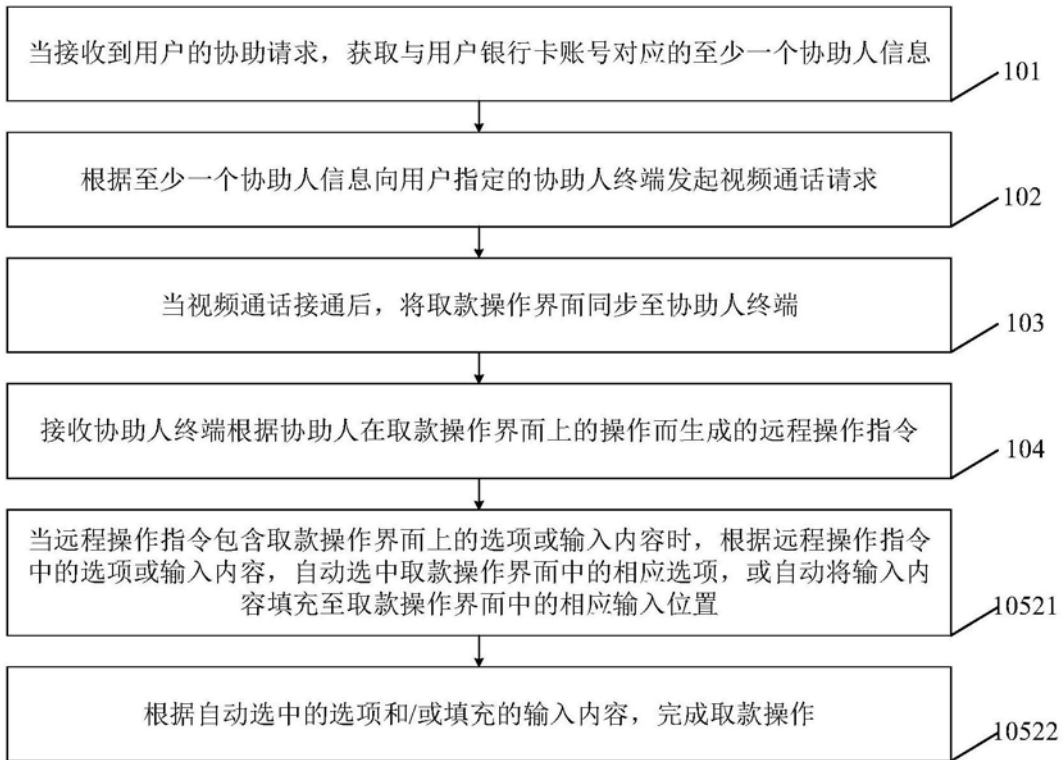 当接收到用户的协助请求，获取与用户银行卡账号对应的至少一个协助人信息
101
根据至少一个协助人信息向用户指定的协助人终端发起视频通话请求
102
当视频通话接通后，将取款操作界面同步至协助人终端
103
接收协助人终端根据协助人在取款操作界面上的操作而生成的远程操作指令
104
当远程操作指令包含取款操作界面上的选项或输入内容时，根据远程操作指令
中的选项或输入内容，自动选中取款操作界面中的相应选项，或自动将输入内
容填充至取款操作界面中的相应输入位置
10521
根据自动选中的选项和/或填充的输入内容，完成取款操作
10522